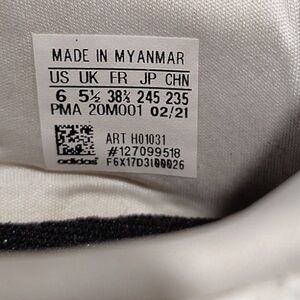 MADE IN MYANMAR
US UK FR JP CHN
6 5½ 38⅔ 245 235
PMA 20M001 02/21
ART H01031
#127099518
adidas F6X17D3I00026